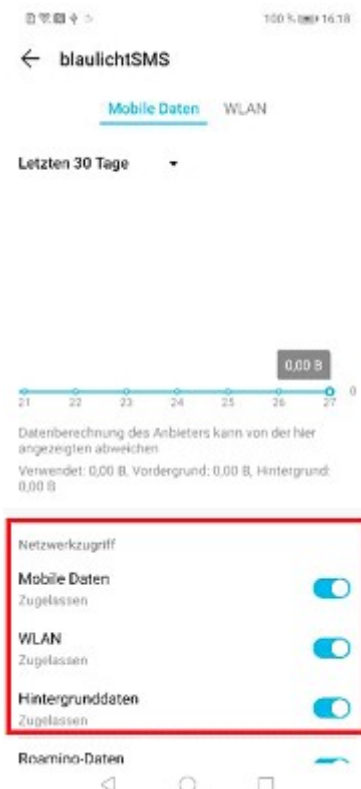 100 % 16:18
blaulichtSMS
Mobile Daten WLAN
Letzten 30 Tage
0,00 B
0
21 22 23 24 25 26 27
Datenberechnung des Anbieters kann von der hier
angezeigten abweichen
Verwendet: 0,00 B, Vordergrund: 0,00 B, Hintergrund:
0,00 B
Netzwerkzugriff
Mobile Daten
Zugelassen
WLAN
Zugelassen
Hintergrunddaten
Zugelassen
Roaming-Daten